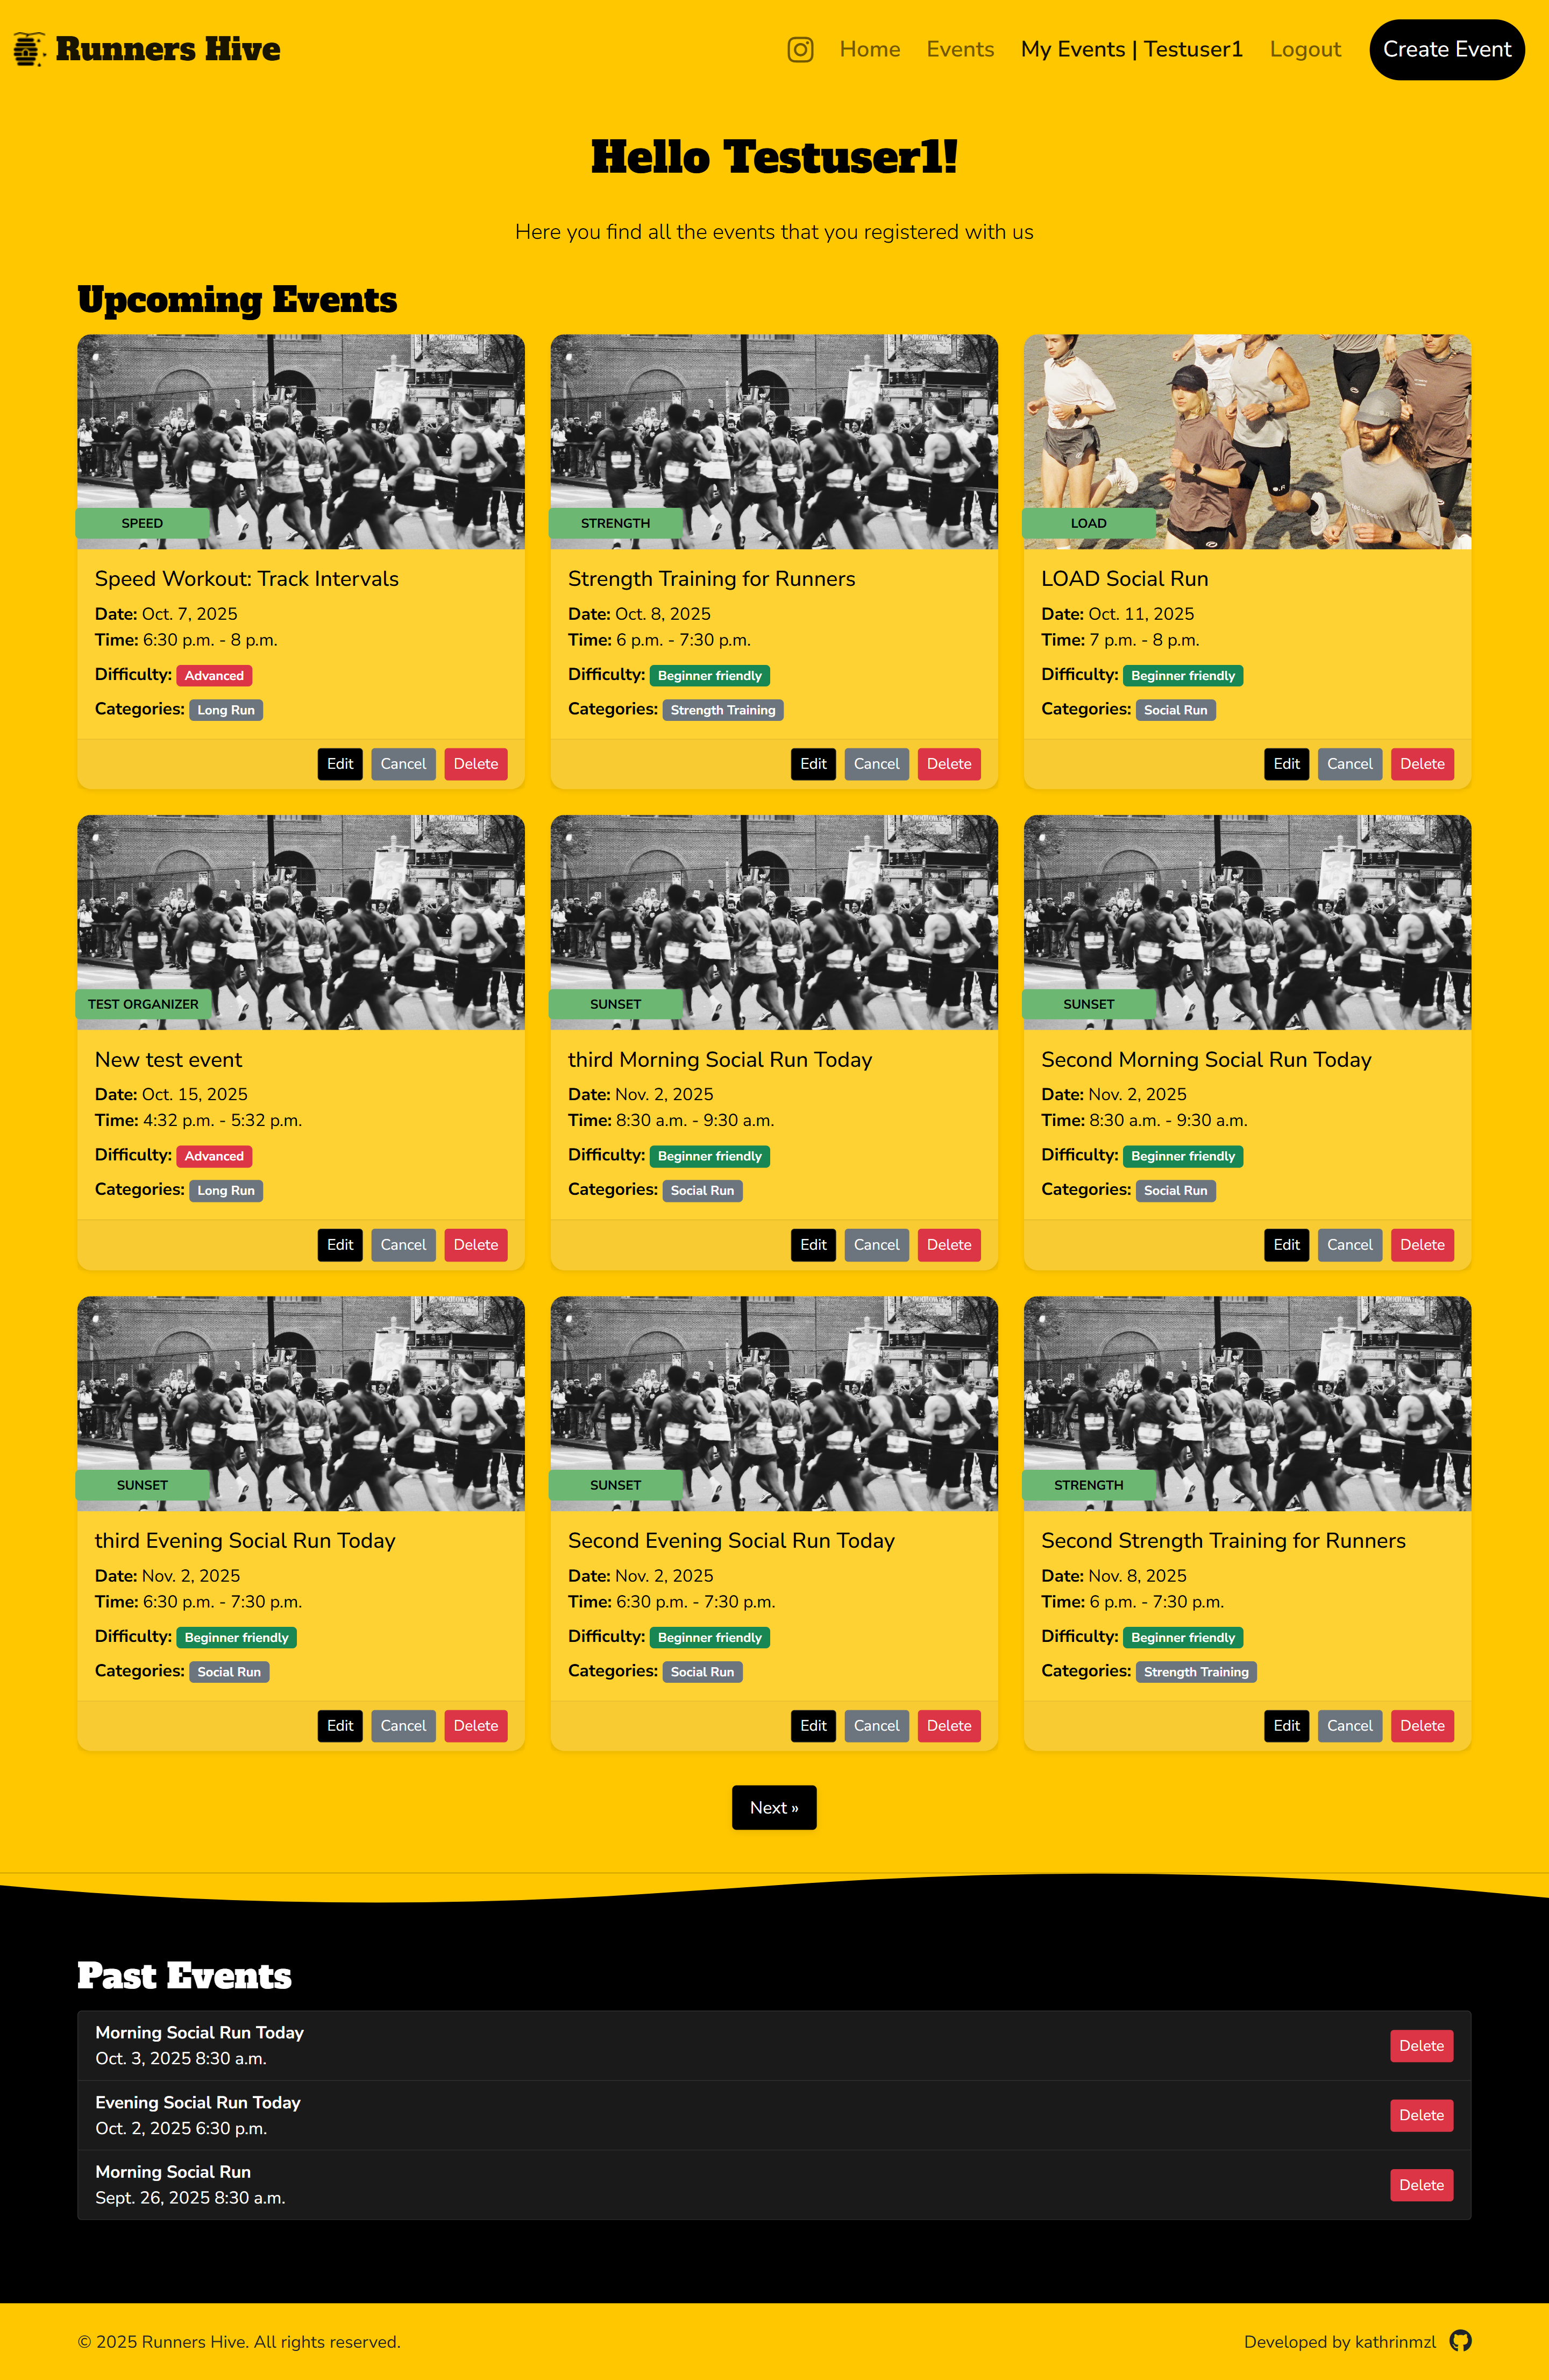 Runners Hive
Home Events My Events | Testuser1 Logout Create Event
Hello Testuser1!
Here you find all the events that you registered with us
Upcoming Events
SPEED
Speed Workout: Track Intervals
Date: Oct. 7, 2025
Time: 6:30 p.m. - 8 p.m.
Difficulty: Advanced
Categories: Long Run
Edit Cancel Delete
STRENGTH
Strength Training for Runners
Date: Oct. 8, 2025
Time: 6 p.m. - 7:30 p.m.
Difficulty: Beginner friendly
Categories: Strength Training
Edit Cancel Delete
LOAD
LOAD Social Run
Date: Oct. 11, 2025
Time: 7 p.m. - 8 p.m.
Difficulty: Beginner friendly
Categories: Social Run
Edit Cancel Delete
TEST ORGANIZER
New test event
Date: Oct. 15, 2025
Time: 4:32 p.m. - 5:32 p.m.
Difficulty: Advanced
Categories: Long Run
Edit Cancel Delete
SUNSET
third Morning Social Run Today
Date: Nov. 2, 2025
Time: 8:30 a.m. - 9:30 a.m.
Difficulty: Beginner friendly
Categories: Social Run
Edit Cancel Delete
SUNSET
Second Morning Social Run Today
Date: Nov. 2, 2025
Time: 8:30 a.m. - 9:30 a.m.
Difficulty: Beginner friendly
Categories: Social Run
Edit Cancel Delete
SUNSET
third Evening Social Run Today
Date: Nov. 2, 2025
Time: 6:30 p.m. - 7:30 p.m.
Difficulty: Beginner friendly
Categories: Social Run
Edit Cancel Delete
SUNSET
Second Evening Social Run Today
Date: Nov. 2, 2025
Time: 6:30 p.m. - 7:30 p.m.
Difficulty: Beginner friendly
Categories: Social Run
Edit Cancel Delete
STRENGTH
Second Strength Training for Runners
Date: Nov. 8, 2025
Time: 6 p.m. - 7:30 p.m.
Difficulty: Beginner friendly
Categories: Strength Training
Edit Cancel Delete
Next »
Past Events
Morning Social Run Today
Oct. 3, 2025 8:30 a.m.
Delete
Evening Social Run Today
Oct. 2, 2025 6:30 p.m.
Delete
Morning Social Run
Sept. 26, 2025 8:30 a.m.
Delete
© 2025 Runners Hive. All rights reserved.
Developed by kathrinmzl